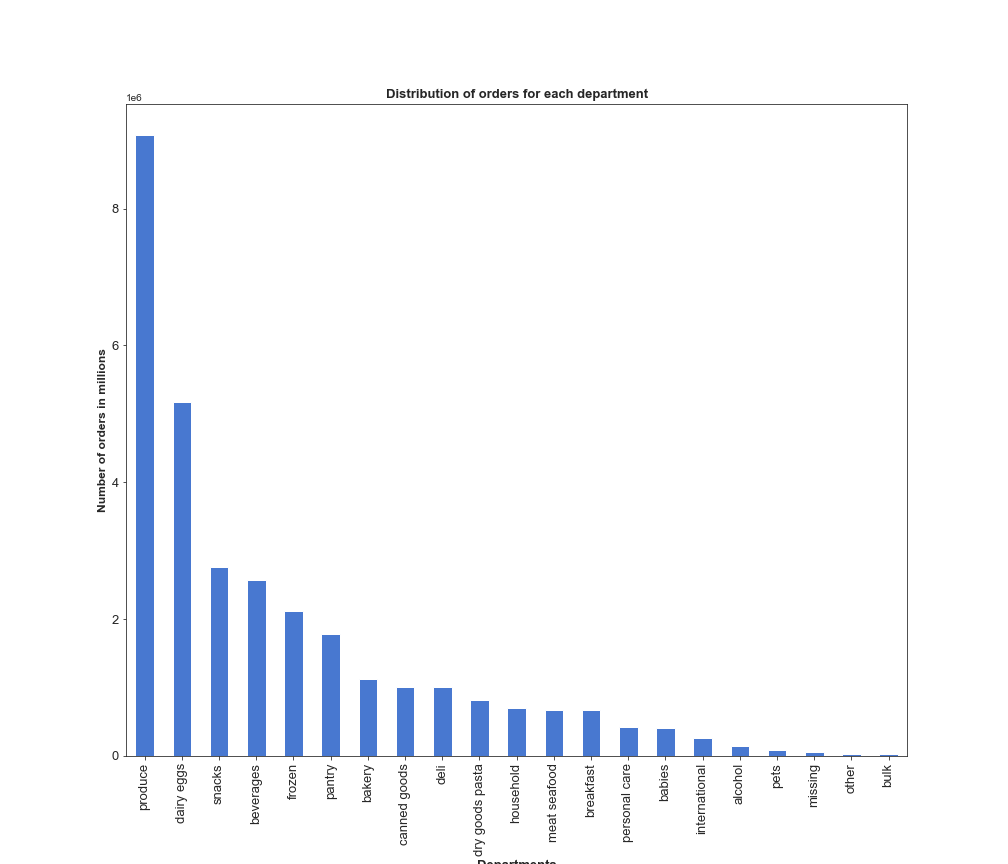 Distribution of orders for each department
1e6
8
6
4
2
0
Number of orders in millions
produce
dairy eggs
snacks
beverages
frozen
pantry
bakery
canned goods
deli
dry goods pasta
household
meat seafood
breakfast
personal care
babies
international
alcohol
pets
missing
other
bulk
Departments